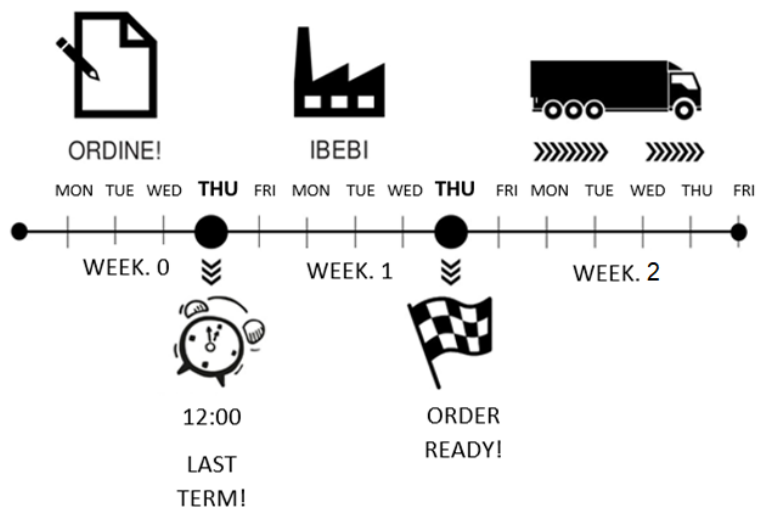 ORDINE!
IBEBI
MON TUE WED THU FRI MON TUE WED THU FRI MON TUE WED THU FRI
WEEK. 0
WEEK. 1
WEEK. 2
12:00
LAST
TERM!
ORDER
READY!